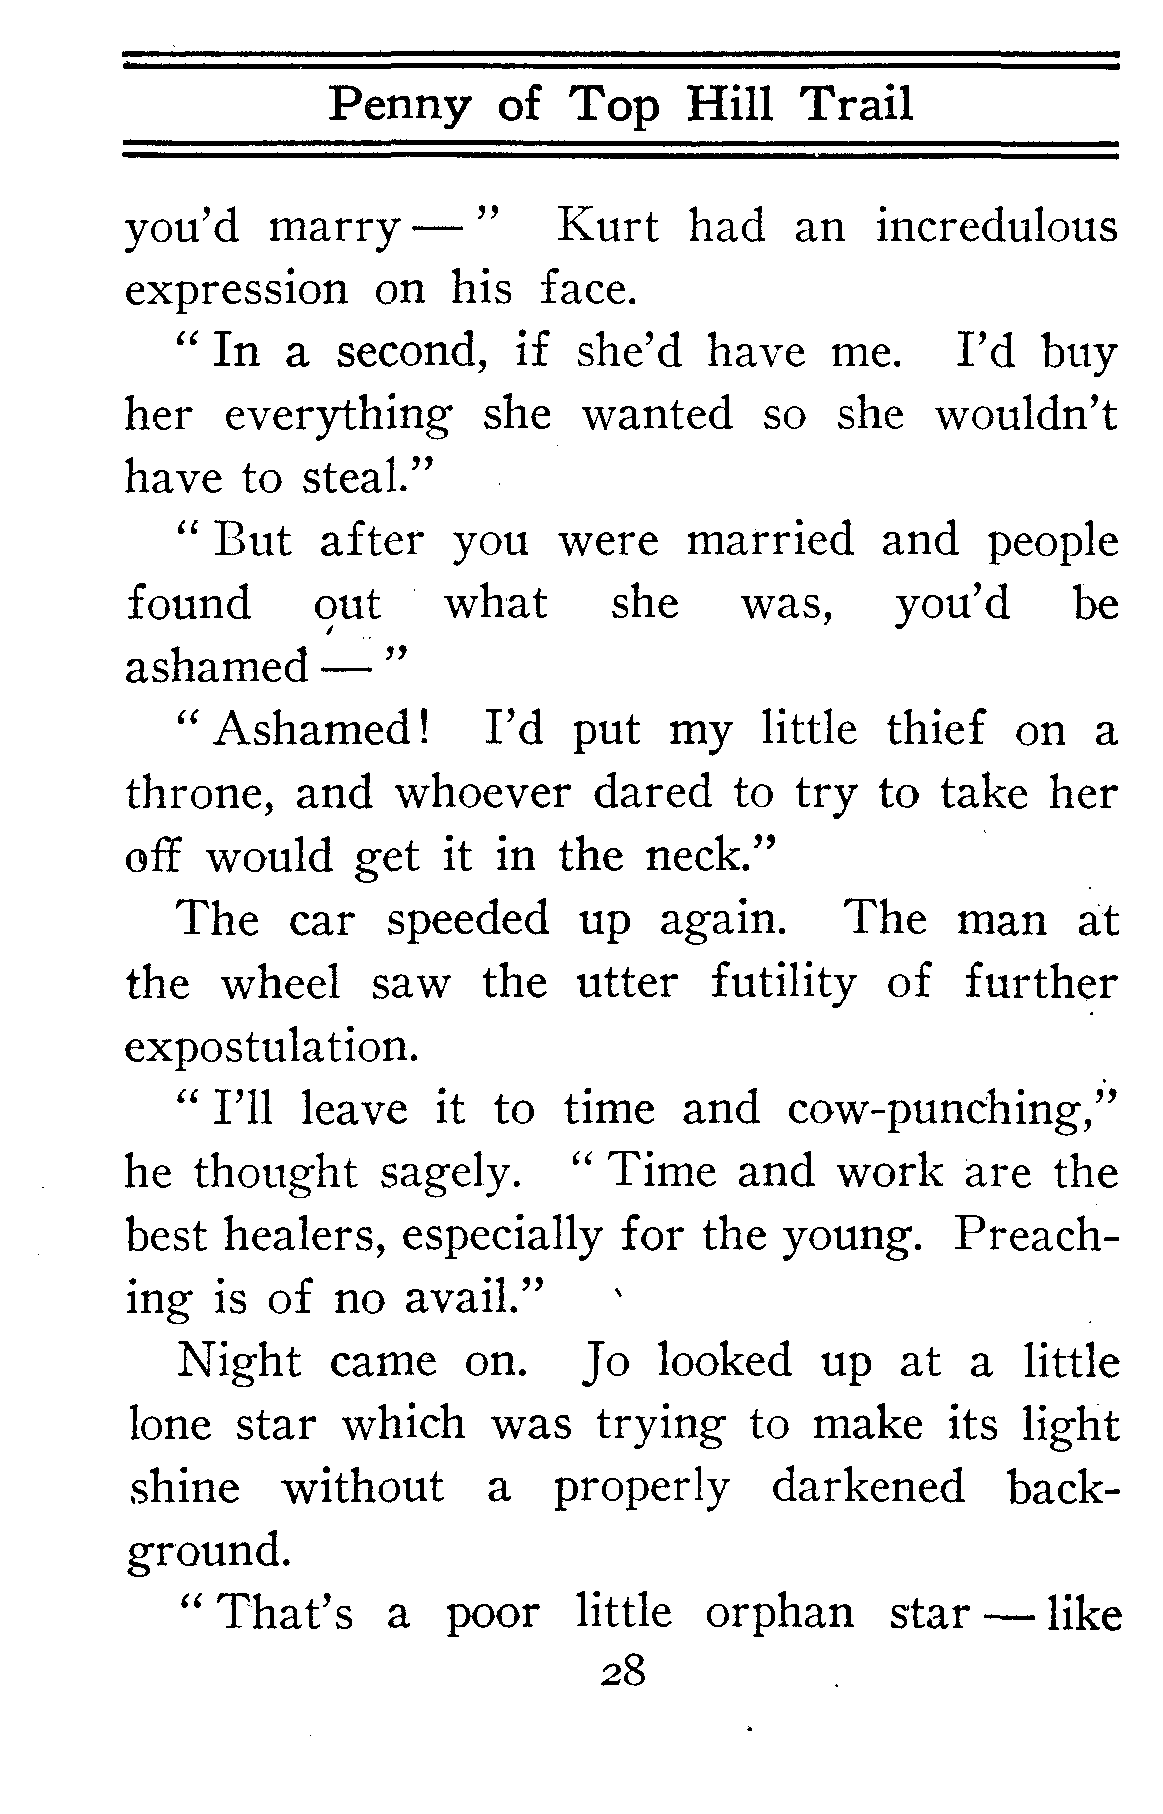 Penny of Top Hill Trail
you'd marry — " Kurt had an incredulous
expression on his face.
" In a second, if she'd have me. I'd buy
her everything she wanted so she wouldn't
have to steal."
" But after you were married and people
found out what she was, you'd be
ashamed — "
" Ashamed! I'd put my little thief on a
throne, and whoever dared to try to take her
off would get it in the neck."
The car speeded up again. The man at
the wheel saw the utter futility of further
expostulation.
" I'll leave it to time and cow-punching,"
he thought sagely. " Time and work are the
best healers, especially for the young. Preach-
ing is of no avail."
Night came on. Jo looked up at a little
lone star which was trying to make its light
shine without a properly darkened back-
ground.
" That's a poor little orphan star — like
28